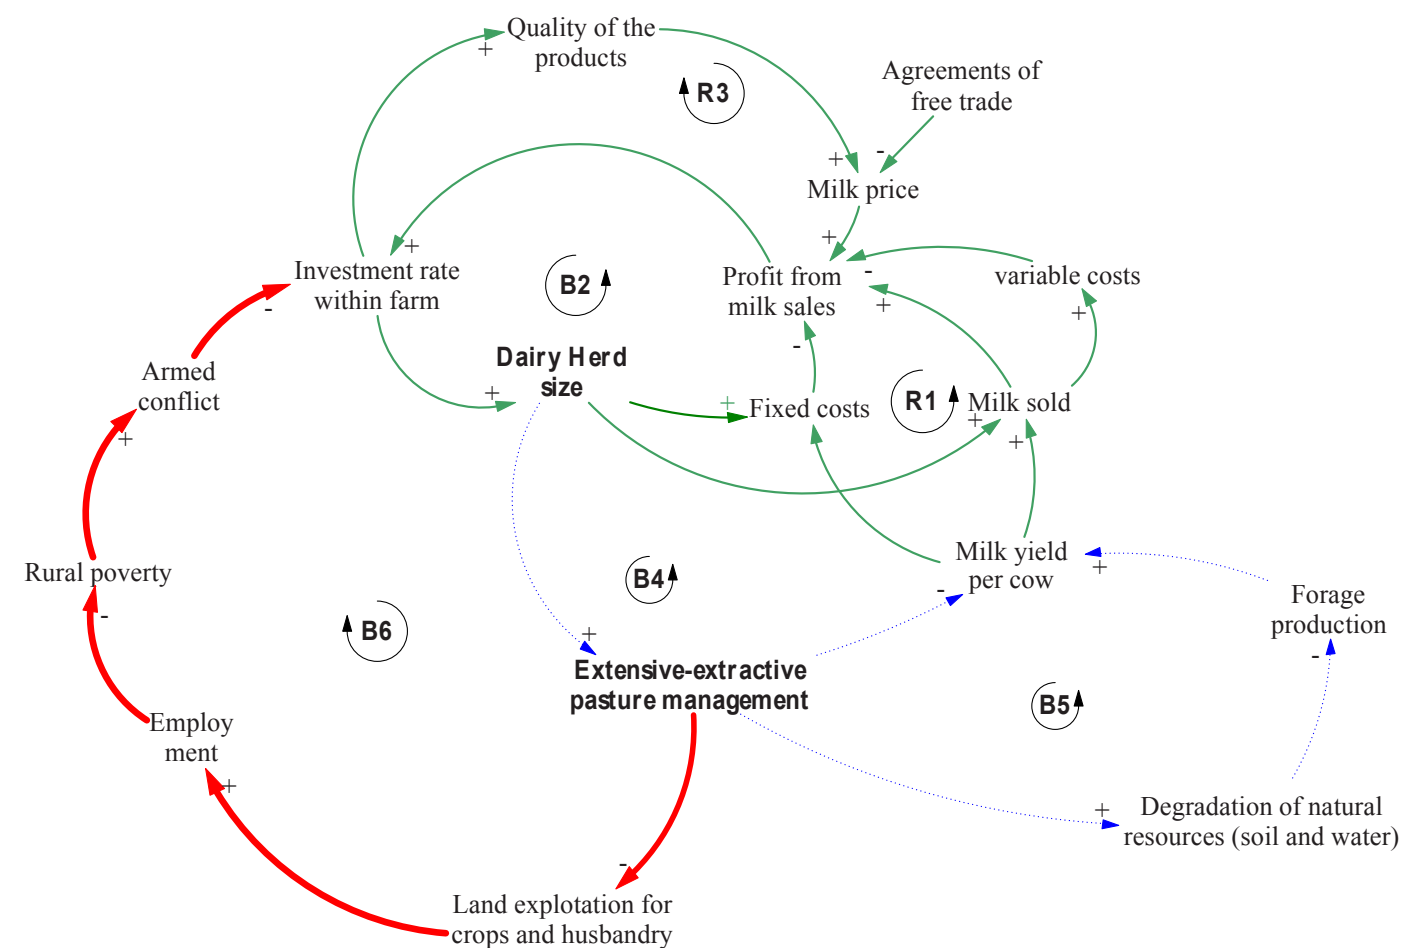 Quality of the
products
+
R3
Agreements of
free trade
-
+
Milk price
+
+
Investment rate
within farm
-
B2
Profit from
milk sales
-
+
variable costs
+
-
Dairy Herd
size
+
Armed
conflict
+
+
Fixed costs
R1
Milk sold
+
+
Milk yield
per cow
-
+
Rural poverty
-
B4
B6
+
Forage
production
-
Extensive-extractive
pasture management
B5
Employ
ment
+
+
Degradation of natural
resources (soil and water)
-
Land explotation for
crops and husbandry